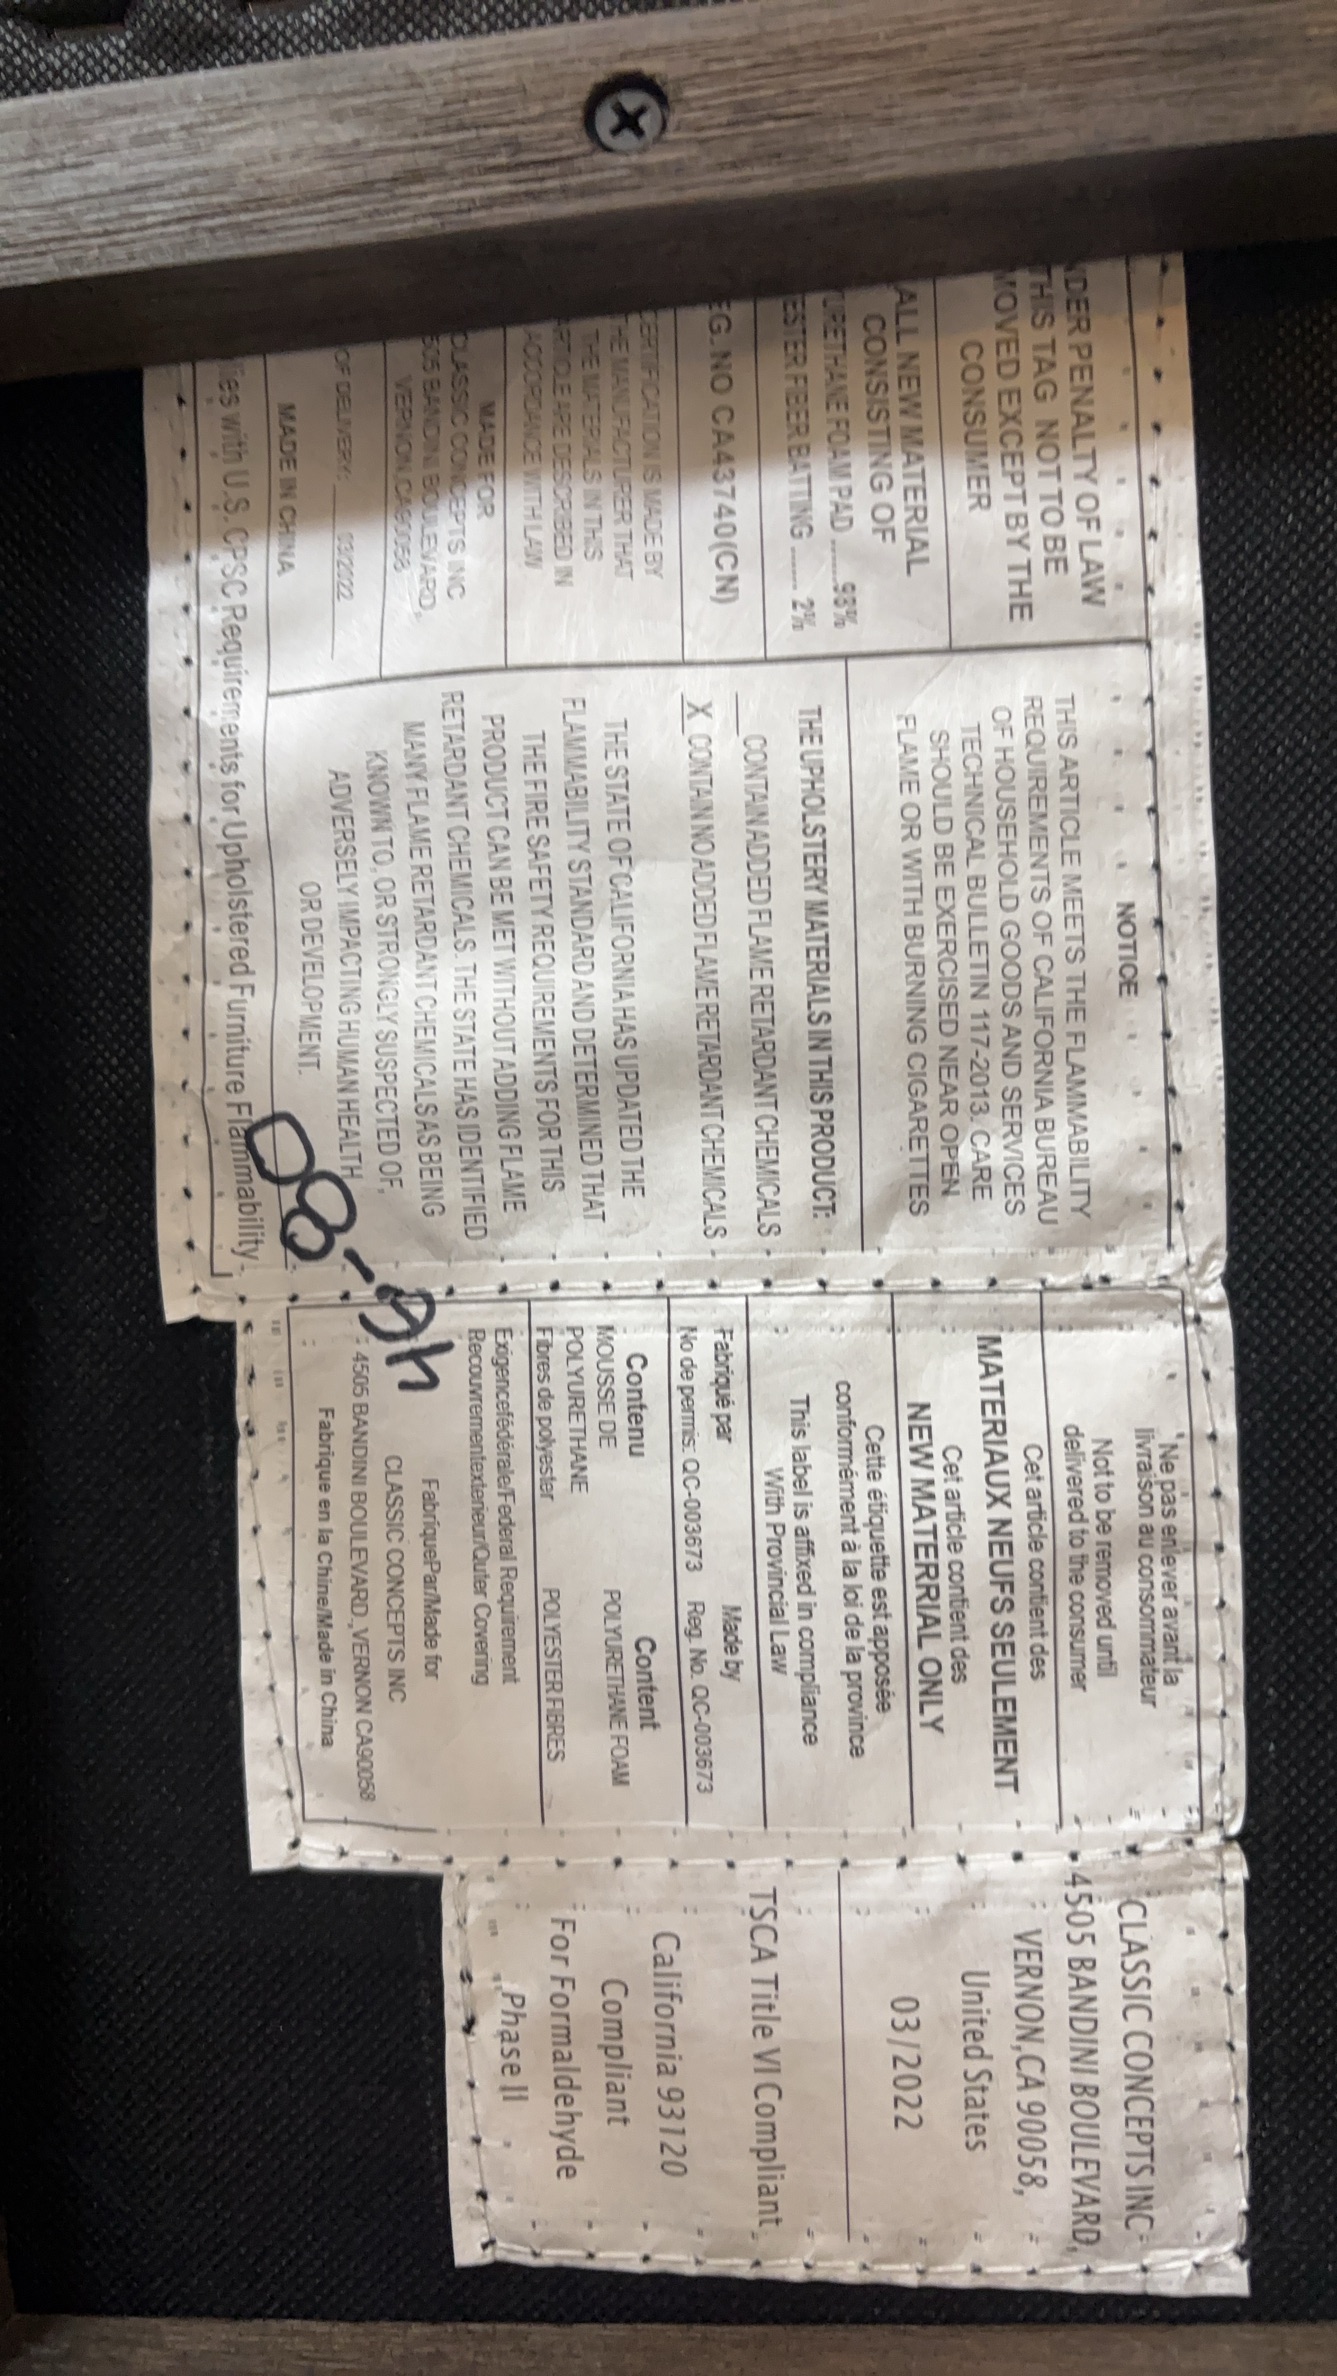 NDER PENALTY OF LAW
THIS TAG NOT TO BE
MOVED EXCEPT BY THE
CONSUMER
ALL NEW MATERIAL
CONSISTING OF
URETHANE FOAM PAD ........98%
ESTER FIBER BATTING ...... 2%
EG. NO CA43740(CN)
CERTIFICATION IS MADE BY
THE MANUFACTURER THAT
THE MATERIALS IN THIS
ARTICLE ARE DESCRIBED IN
ACCORDANCE WITH LAW
MADE FOR
CLASSIC CONCEPTS INC
505 BANDINI BOULEVARD,
VERNON,CA90058
OF DELIVERY: 03/2022
MADE IN CHINA
NOTICE
THIS ARTICLE MEETS THE FLAMMABILITY
REQUIREMENTS OF CALIFORNIA BUREAU
OF HOUSEHOLD GOODS AND SERVICES
TECHNICAL BULLETIN 117-2013. CARE
SHOULD BE EXERCISED NEAR OPEN
FLAME OR WITH BURNING CIGARETTES
THE UPHOLSTERY MATERIALS IN THIS PRODUCT:
__ CONTAIN ADDED FLAME RETARDANT CHEMICALS
X CONTAIN NO ADDED FLAME RETARDANT CHEMICALS
THE STATE OF CALIFORNIA HAS UPDATED THE
FLAMMABILITY STANDARD AND DETERMINED THAT
THE FIRE SAFETY REQUIREMENTS FOR THIS
PRODUCT CAN BE MET WITHOUT ADDING FLAME
RETARDANT CHEMICALS. THE STATE HAS IDENTIFIED
MANY FLAME RETARDANT CHEMICALS AS BEING
KNOWN TO, OR STRONGLY SUSPECTED OF,
ADVERSELY IMPACTING HUMAN HEALTH
OR DEVELOPMENT.
ies with U.S. CPSC Requirements for Upholstered Furniture Flammability
Ne pas enlever avant la
livraison au consommateur
Not to be removed until
delivered to the consumer
Cet article contient des
MATERIAUX NEUFS SEULEMENT
Cet article contient des
NEW MATERRIAL ONLY
Cette étiquette est apposée
conformément à la loi de la province
This label is affixed in compliance
With Provincial Law
Fabriqué par Made by
No de permis: QC-003673 Reg. No. QC-003673
Contenu Content
MOUSSE DE POLYURETHANE FOAM
POLYURETHANE
Fibres de polyester POLYESTER FIBRES
Exigencefédérale/Federal Requirement
Recouvrementexterieur/Outer Covering
FabriquePar/Made for
CLASSIC CONCEPTS INC
4505 BANDINI BOULEVARD.,VERNON CA90058
Fabrique en la Chine/Made in China
CLASSIC CONCEPTS INC
4505 BANDINI BOULEVARD,
VERNON,CA 90058,
United States
03/2022
TSCA Title VI Compliant
California 93120
Compliant
For Formaldehyde
Phase II